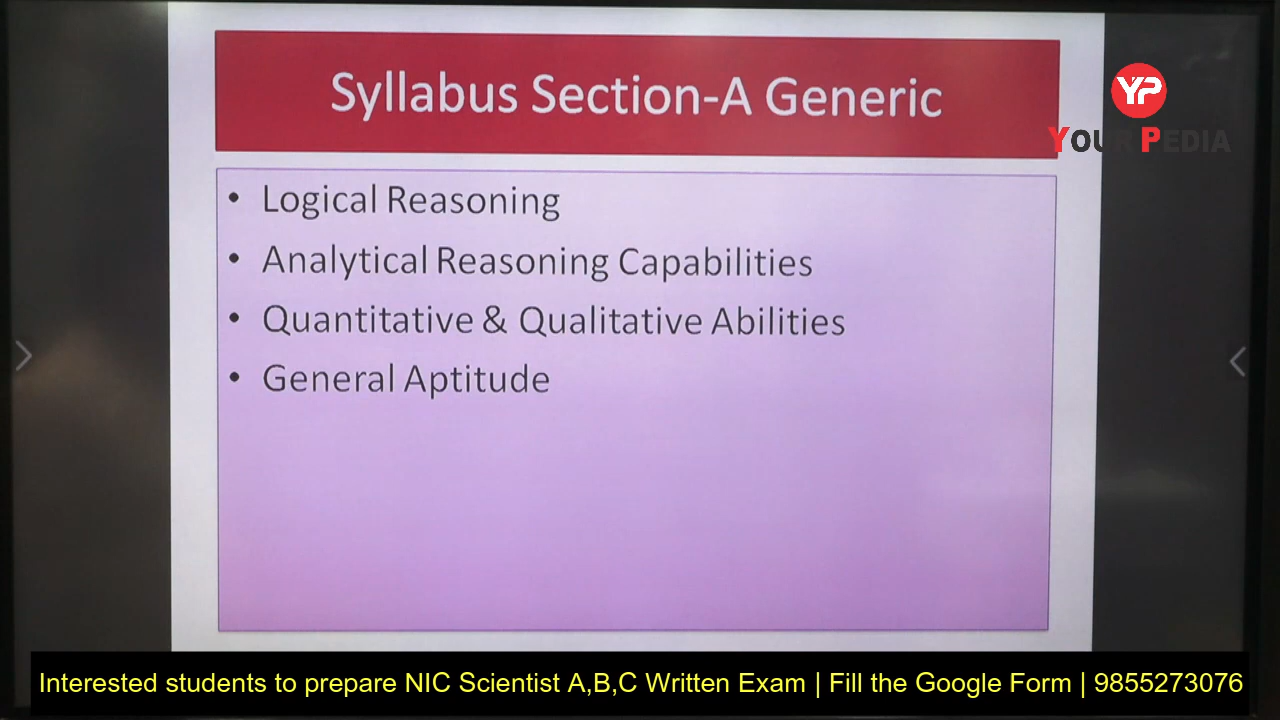 Syllabus Section-A Generic
YP
YOUR PEDIA
• Logical Reasoning
• Analytical Reasoning Capabilities
• Quantitative & Qualitative Abilities
• General Aptitude
Interested students to prepare NIC Scientist A,B,C Written Exam | Fill the Google Form | 9855273076